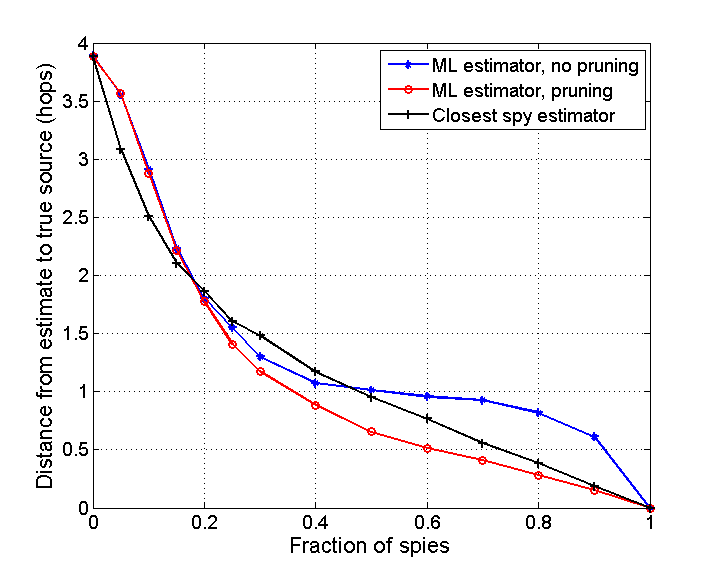 4
3.5
3
2.5
2
1.5
1
0.5
0
0 0.2 0.4 0.6 0.8 1
Distance from estimate to true source (hops)
Fraction of spies
ML estimator, no pruning
ML estimator, pruning
Closest spy estimator